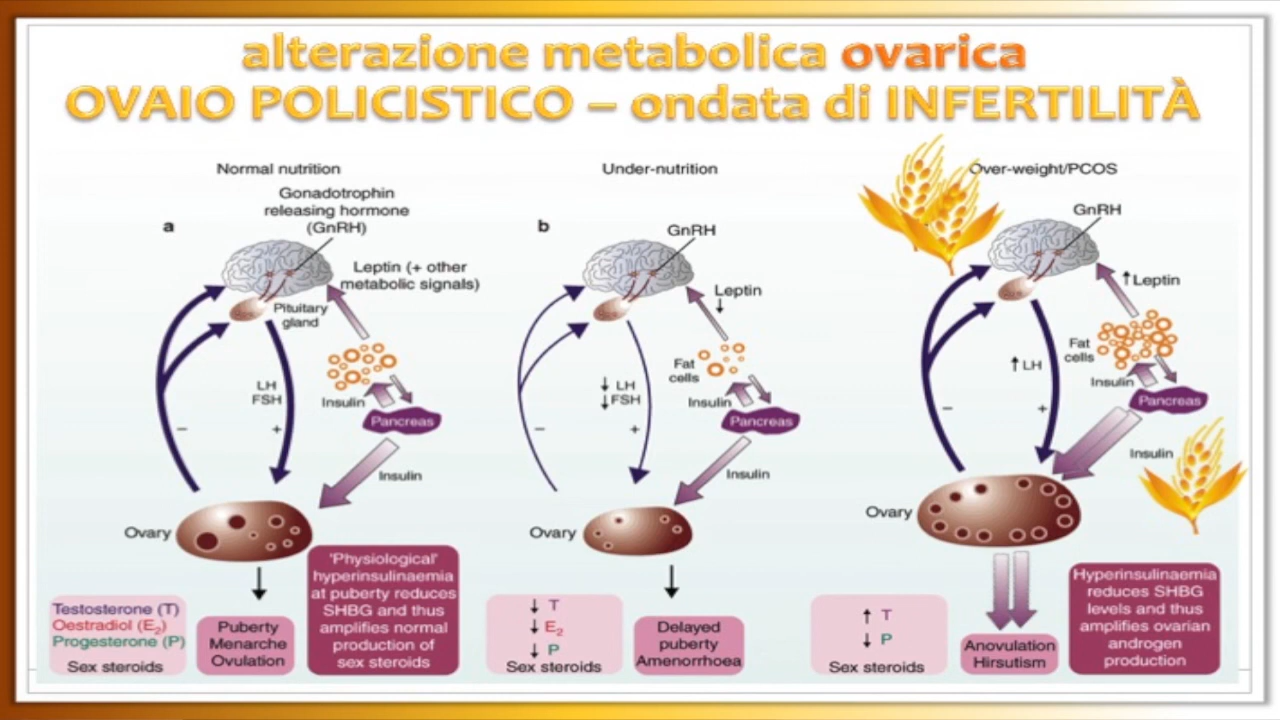 alterazione metabolica ovarica
OVAIO POLICISTICO – ondata di INFERTILITÀ
Normal nutrition
Gonadotrophin
releasing hormone
(GnRH)
a
Leptin (+ other
metabolic signals)
Pituitary
gland
LH
FSH
Insulin
Pancreas
–
+
Insulin
Ovary
Testosterone (T)
Oestradiol (E₂)
Progesterone (P)
Sex steroids
Puberty
Menarche
Ovulation
'Physiological'
hyperinsulinaemia
at puberty reduces
SHBG and thus
amplifies normal
production of
sex steroids
Under-nutrition
b
GnRH
Leptin
↓
Fat
cells
↓ LH
↓ FSH
Insulin
Pancreas
–
+
Insulin
Ovary
↓ T
↓ E₂
↓ P
Sex steroids
Delayed
puberty
Amenorrhoea
Over-weight/PCOS
GnRH
↑ Leptin
Fat
cells
↑ LH
Insulin
Pancreas
–
+
Insulin
Ovary
↑ T
↓ P
Sex steroids
Anovulation
Hirsutism
Hyperinsulinaemia
reduces SHBG
levels and thus
amplifies ovarian
androgen
production